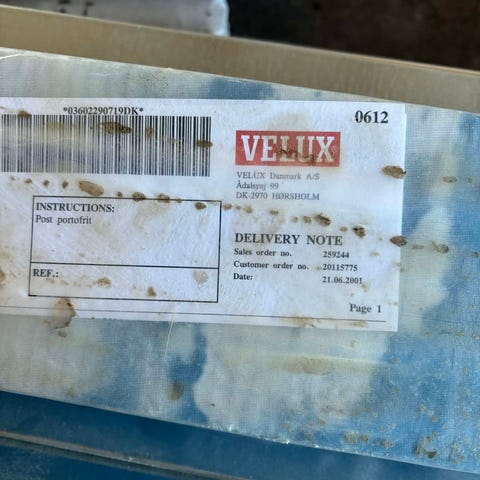 *03602290719DK*
0612
VELUX
VELUX Danmark A/S
Ådalsvej 99
DK-2970 HØRSHOLM
INSTRUCTIONS:
Post portofrit
REF.:
DELIVERY NOTE
Sales order no. 259244
Customer order no. 20115775
Date: 21.06.2001
Page 1